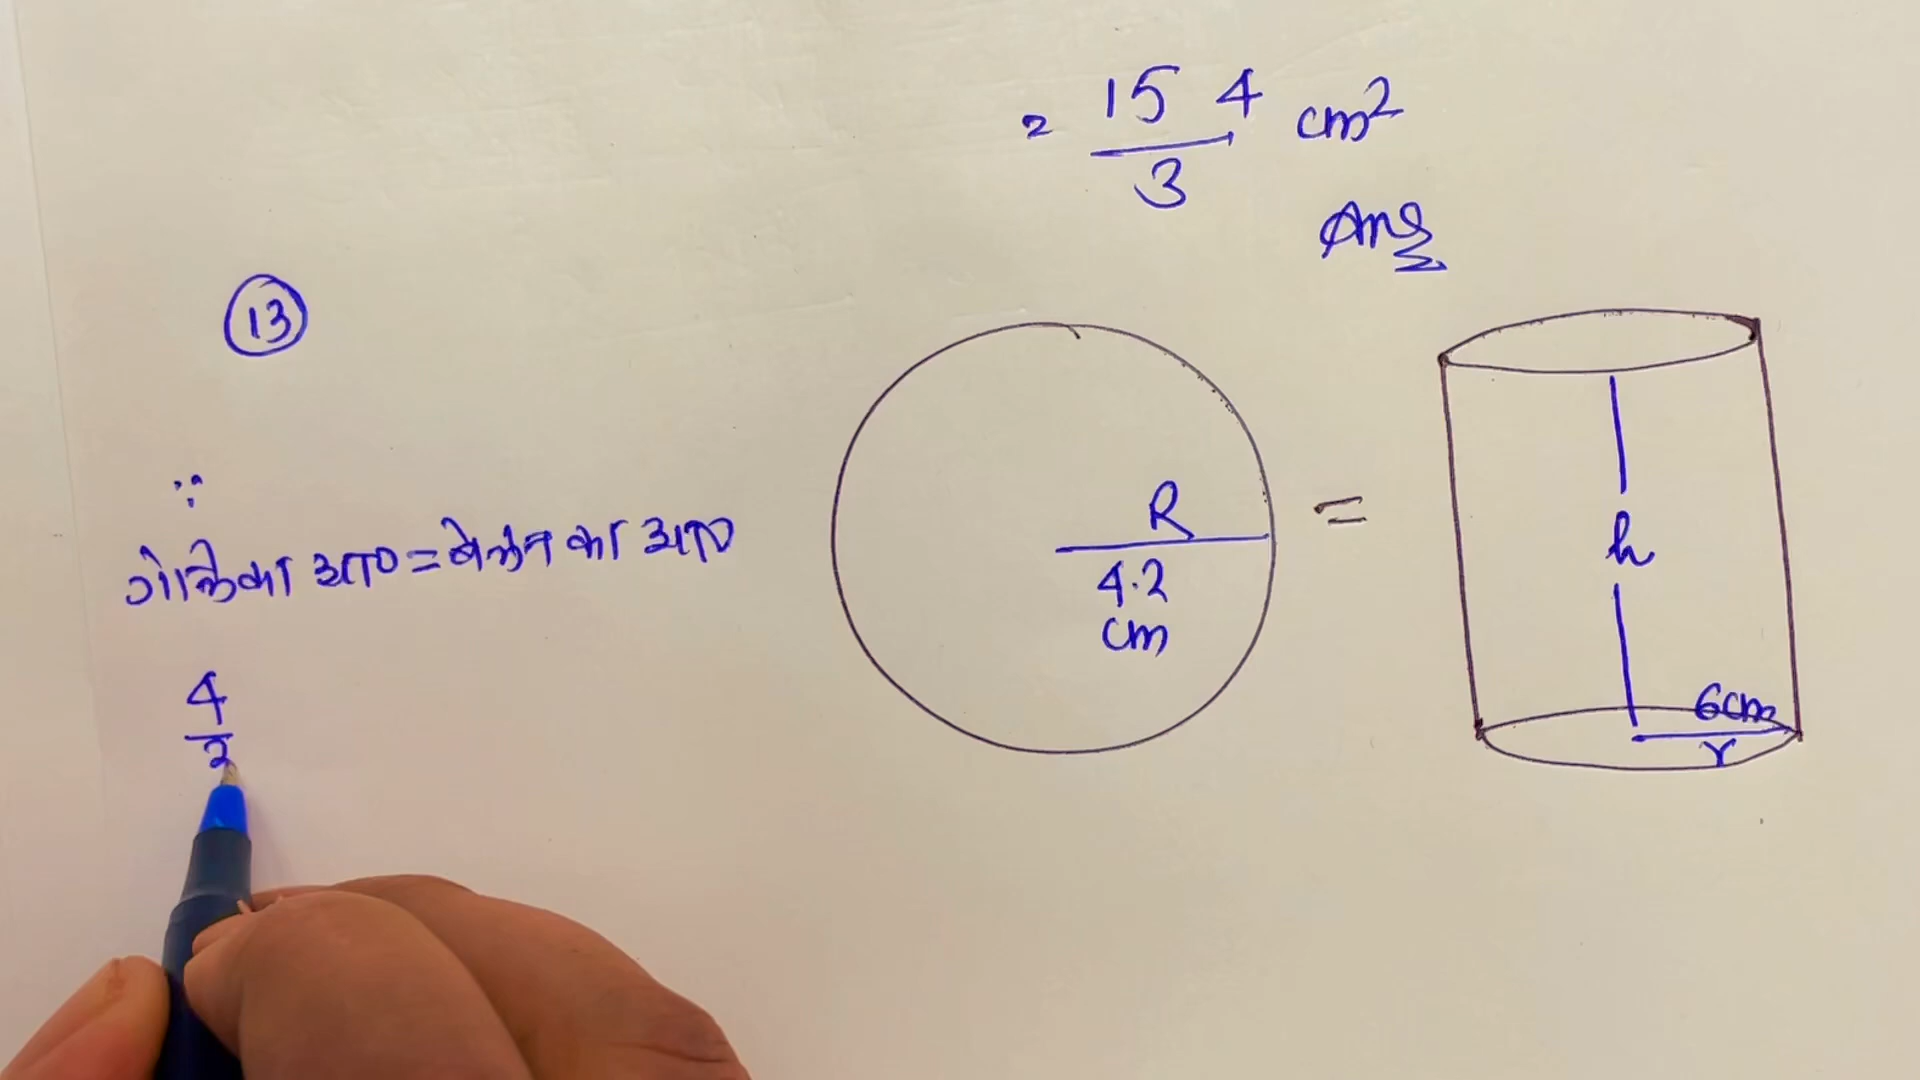 = 154/3 cm²
Ans
13
∵
गोले का आ० = बेलन का आ०
4/3
R
4.2
cm
=
h
6cm
r